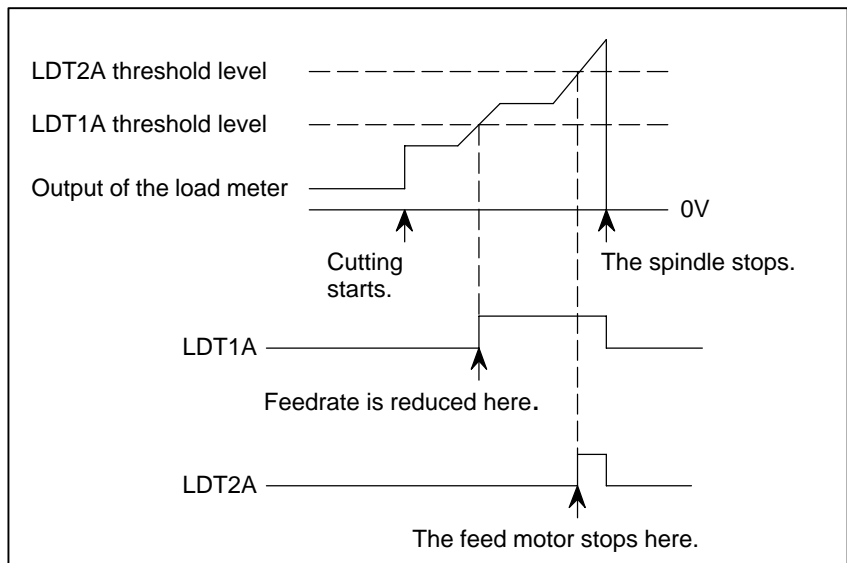 LDT2A threshold level
LDT1A threshold level
Output of the load meter
0V
Cutting
starts.
The spindle stops.
LDT1A
Feedrate is reduced here.
LDT2A
The feed motor stops here.